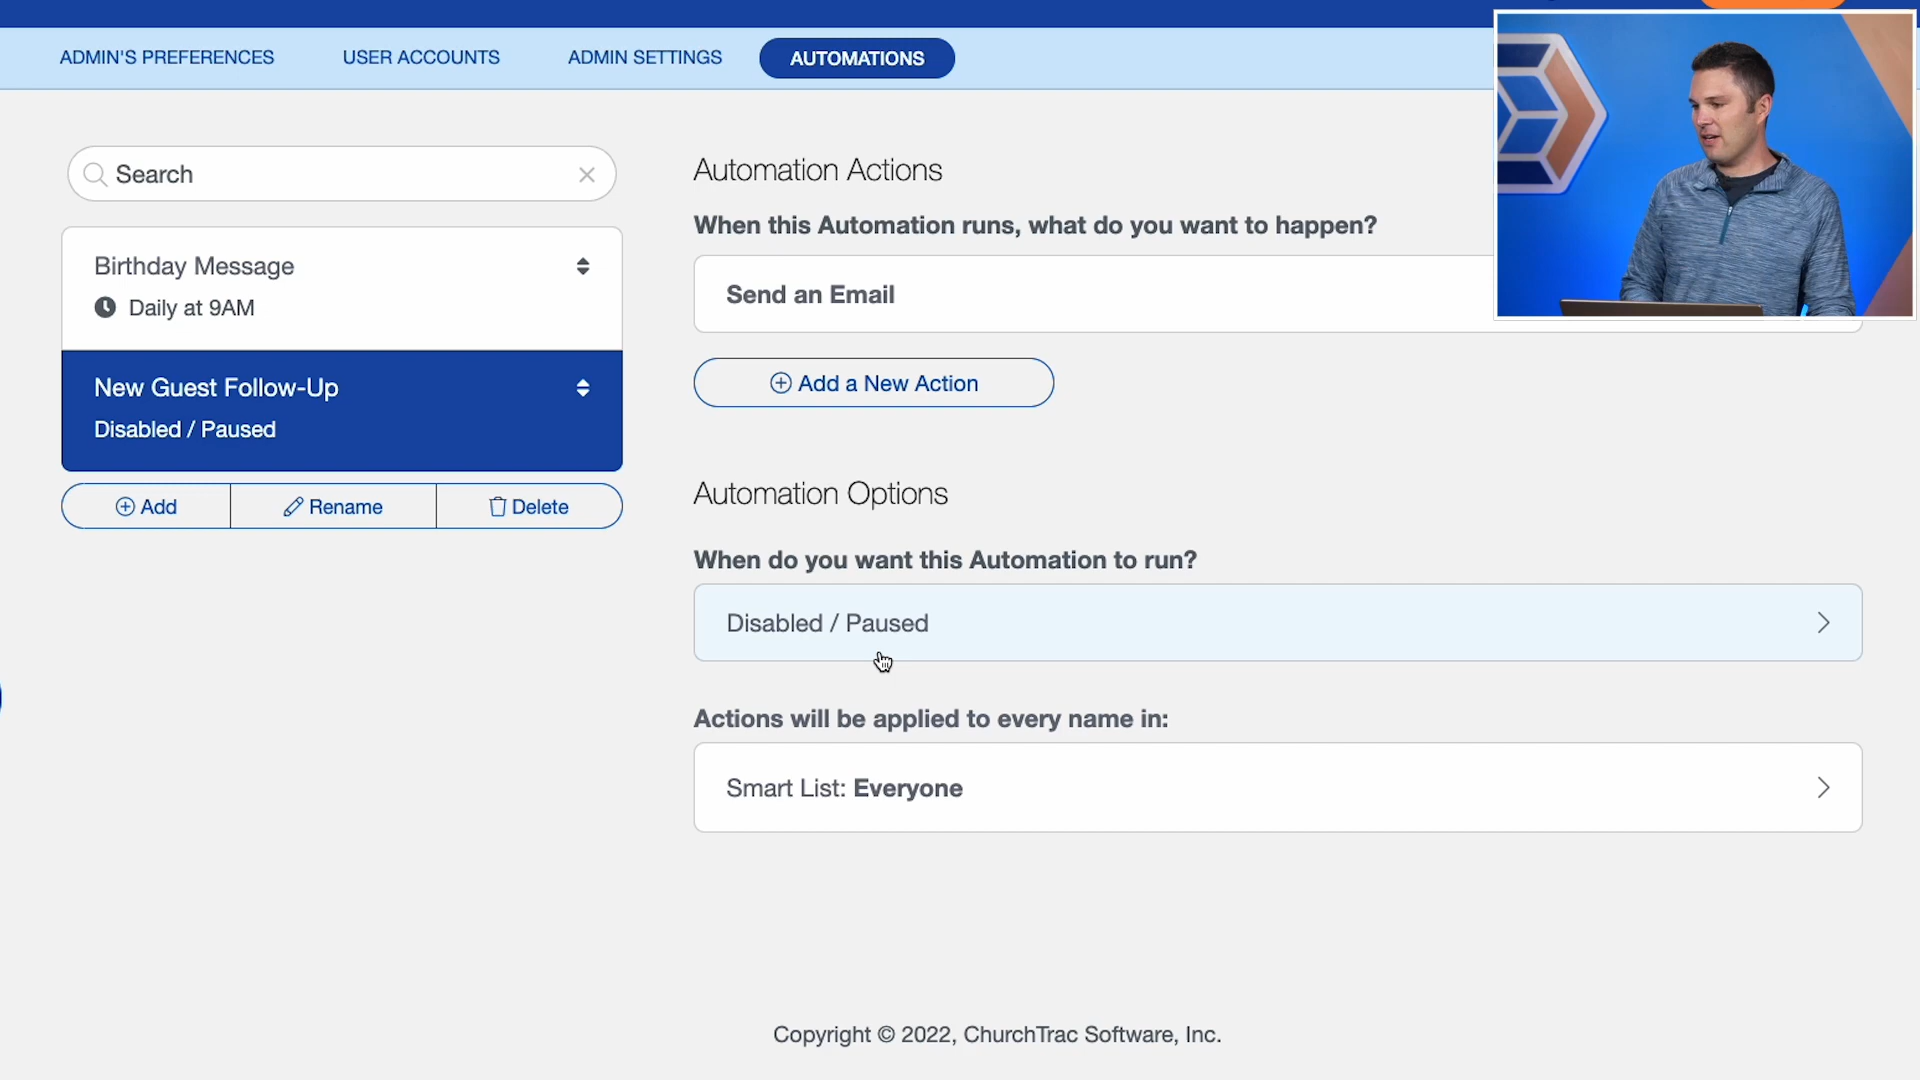 ADMIN'S PREFERENCES
USER ACCOUNTS
ADMIN SETTINGS
AUTOMATIONS
Search
Birthday Message
Daily at 9AM
New Guest Follow-Up
Disabled / Paused
Add
Rename
Delete
Automation Actions
When this Automation runs, what do you want to happen?
Send an Email
Add a New Action
Automation Options
When do you want this Automation to run?
Disabled / Paused
Actions will be applied to every name in:
Smart List: Everyone
Copyright © 2022, ChurchTrac Software, Inc.